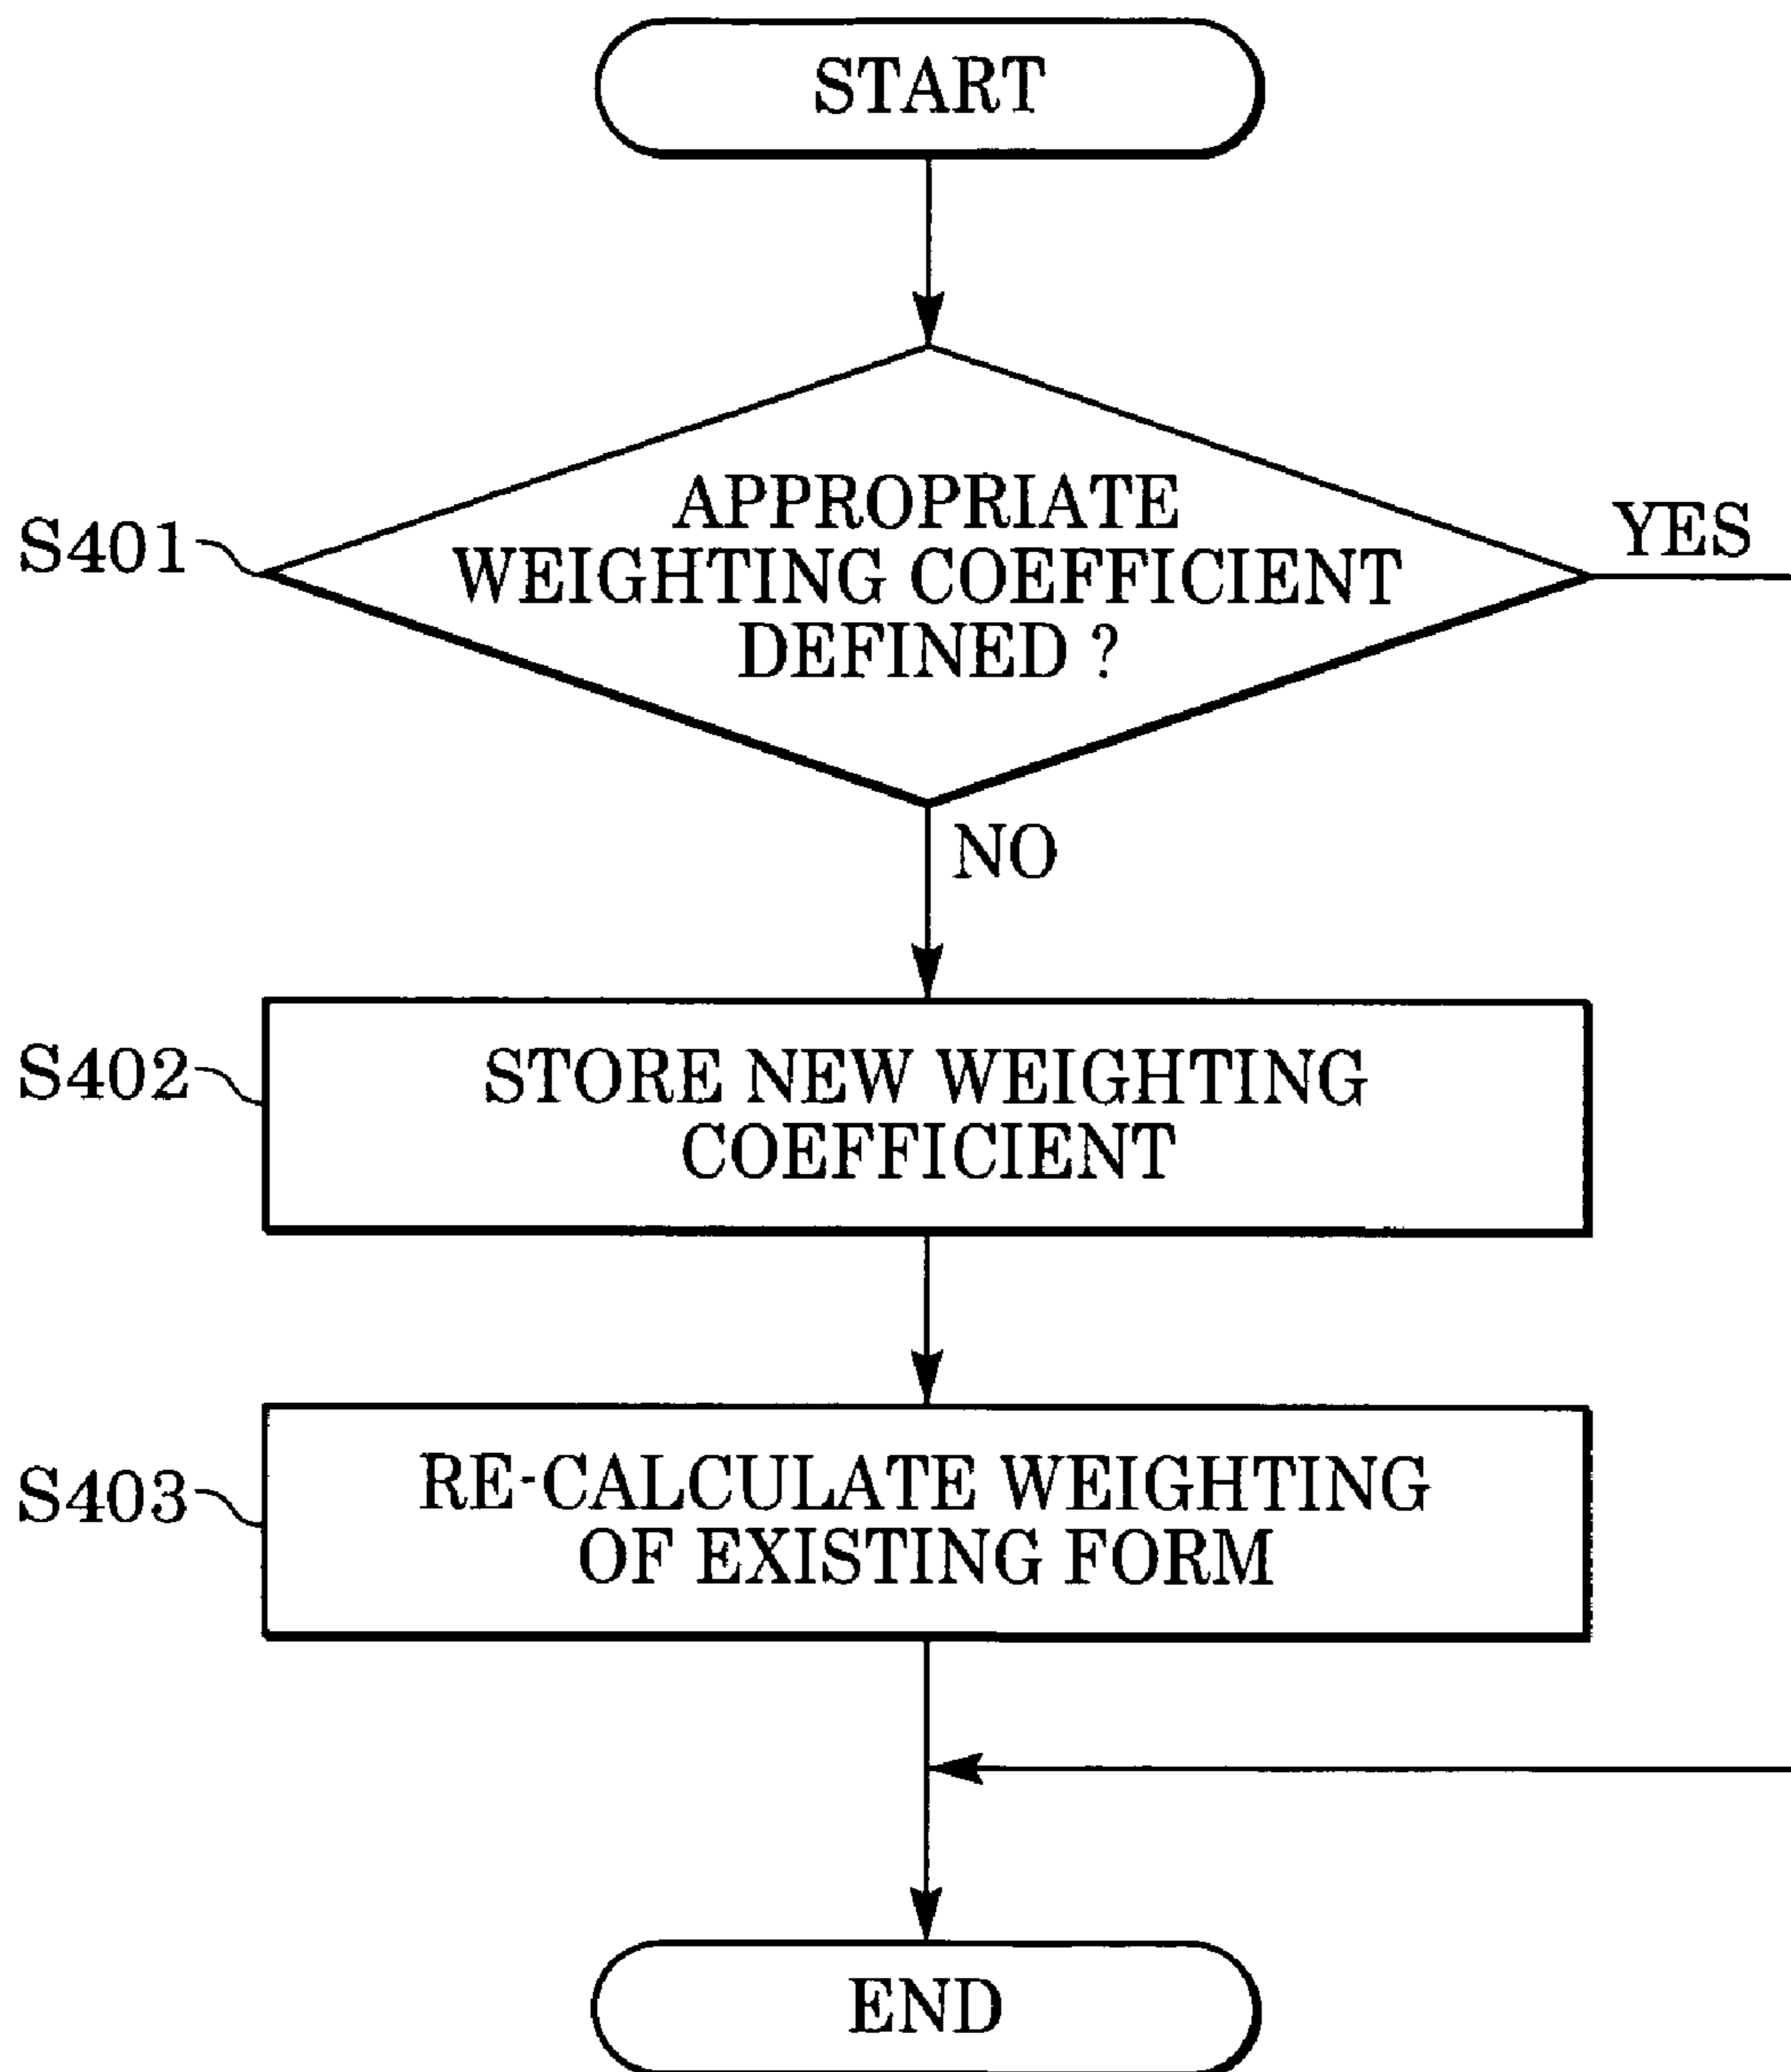 START
S401
APPROPRIATE
WEIGHTING COEFFICIENT
DEFINED ?
YES
NO
S402
STORE NEW WEIGHTING
COEFFICIENT
S403
RE-CALCULATE WEIGHTING
OF EXISTING FORM
END